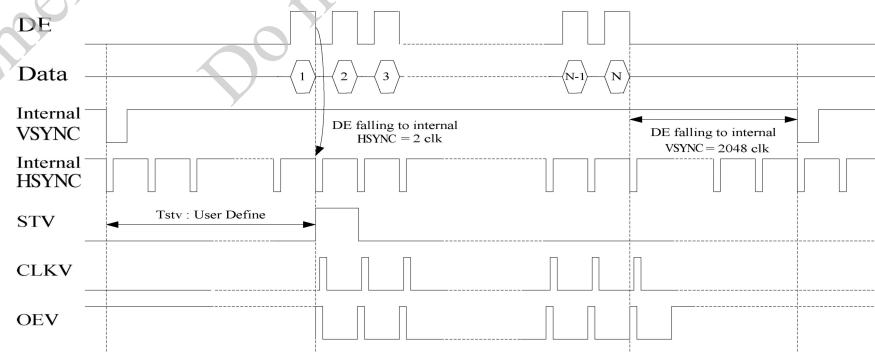 DE
Data
1
2
3
N-1
N
Internal
VSYNC
DE falling to internal
HSYNC = 2 clk
DE falling to internal
VSYNC = 2048 clk
Internal
HSYNC
STV
Tstv : User Define
CLKV
OEV